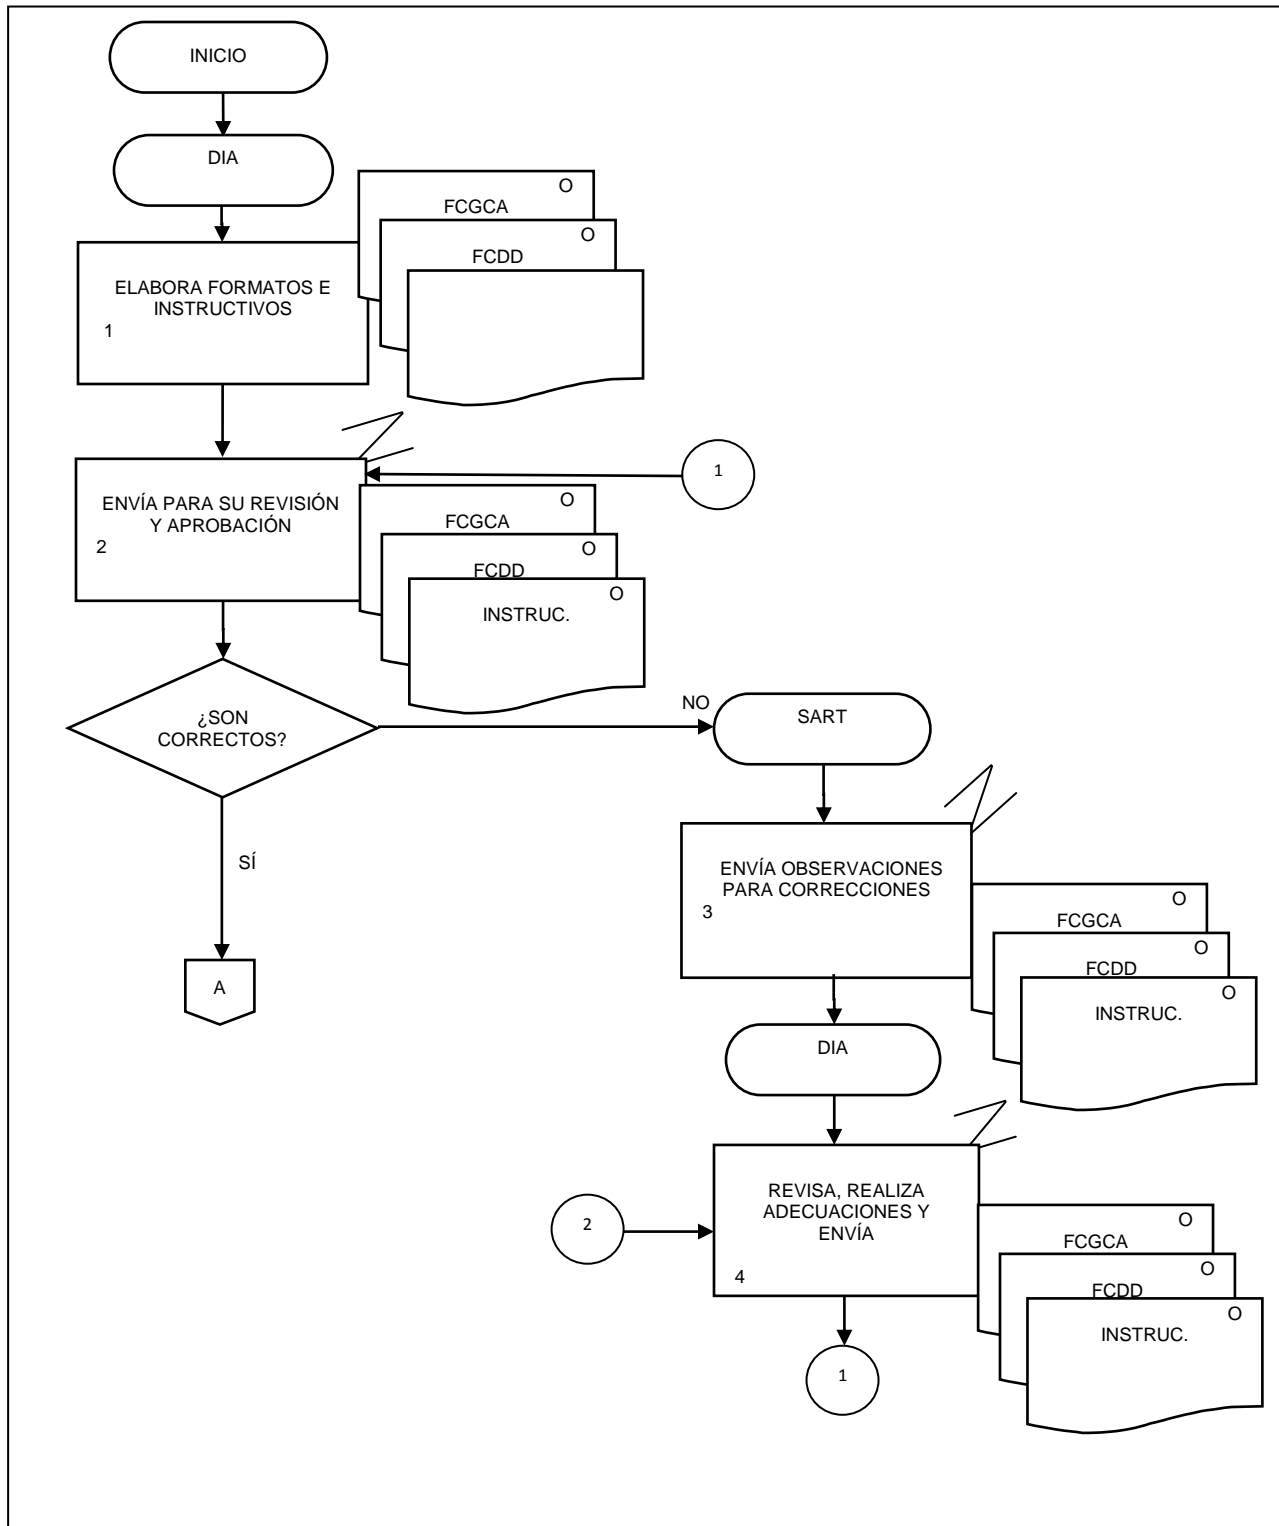 INICIO
DIA
O
FCGCA
O
FCDD
ELABORA FORMATOS E
INSTRUCTIVOS
1
1
ENVÍA PARA SU REVISIÓN
Y APROBACIÓN
2
O
FCGCA
O
FCDD
O
INSTRUC.
¿SON
CORRECTOS?
NO
SART
SÍ
A
ENVÍA OBSERVACIONES
PARA CORRECCIONES
3
O
FCGCA
O
FCDD
O
INSTRUC.
DIA
2
REVISA, REALIZA
ADECUACIONES Y
ENVÍA
4
O
FCGCA
O
FCDD
O
INSTRUC.
1